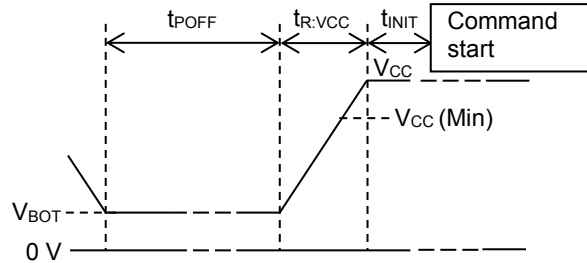 tPOFF
tR:VCC
tINIT
Command
start
VCC
VCC (Min)
VBOT
0 V